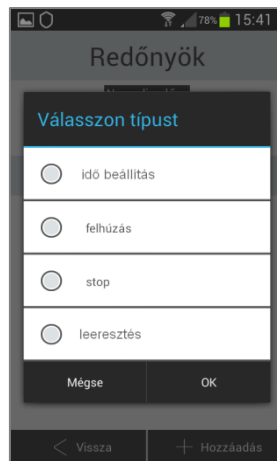 78% 15:41
Redőnyök
Válasszon típust
idő beállítás
felhúzás
stop
leeresztés
Mégse OK
Vissza Hozzáadás